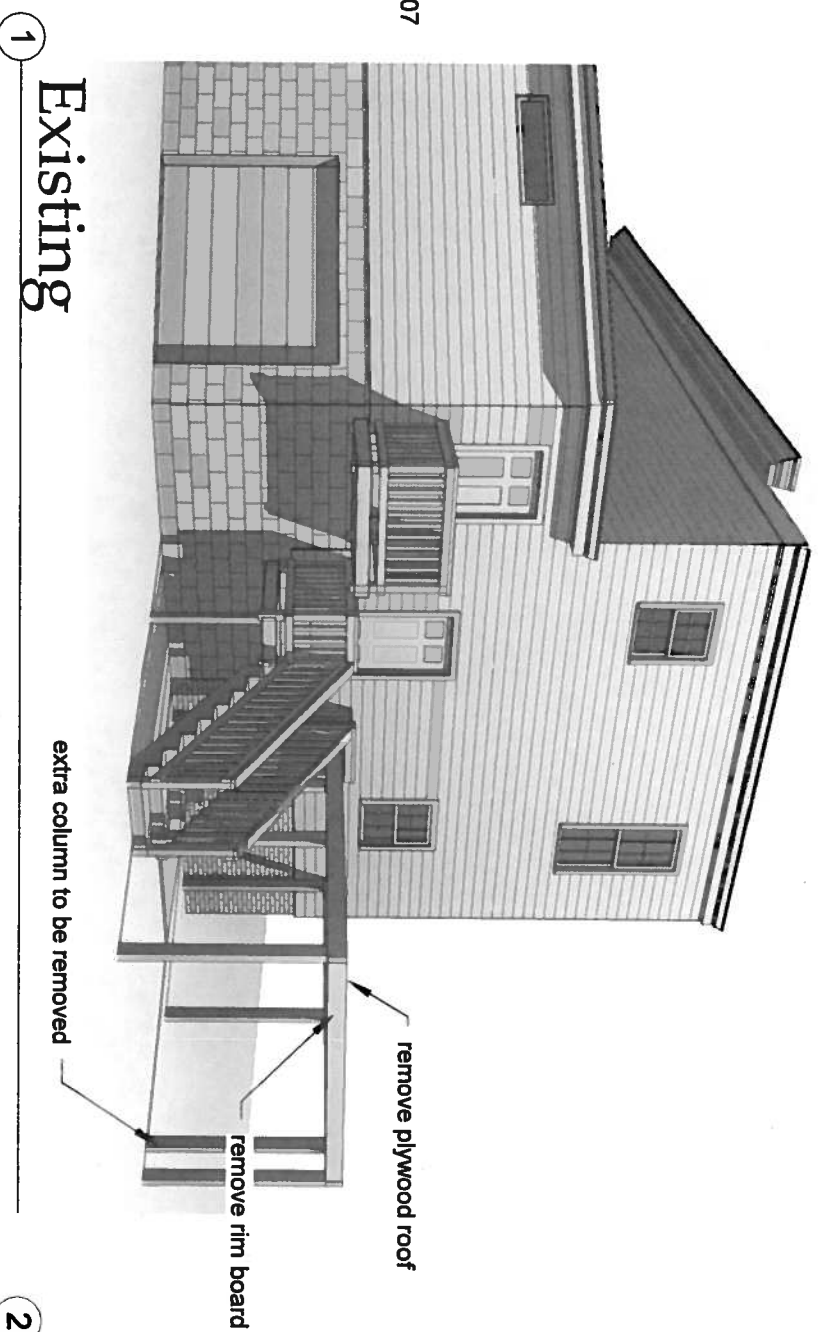 07
remove plywood roof
remove rim board
extra column to be removed
1
Existing
2